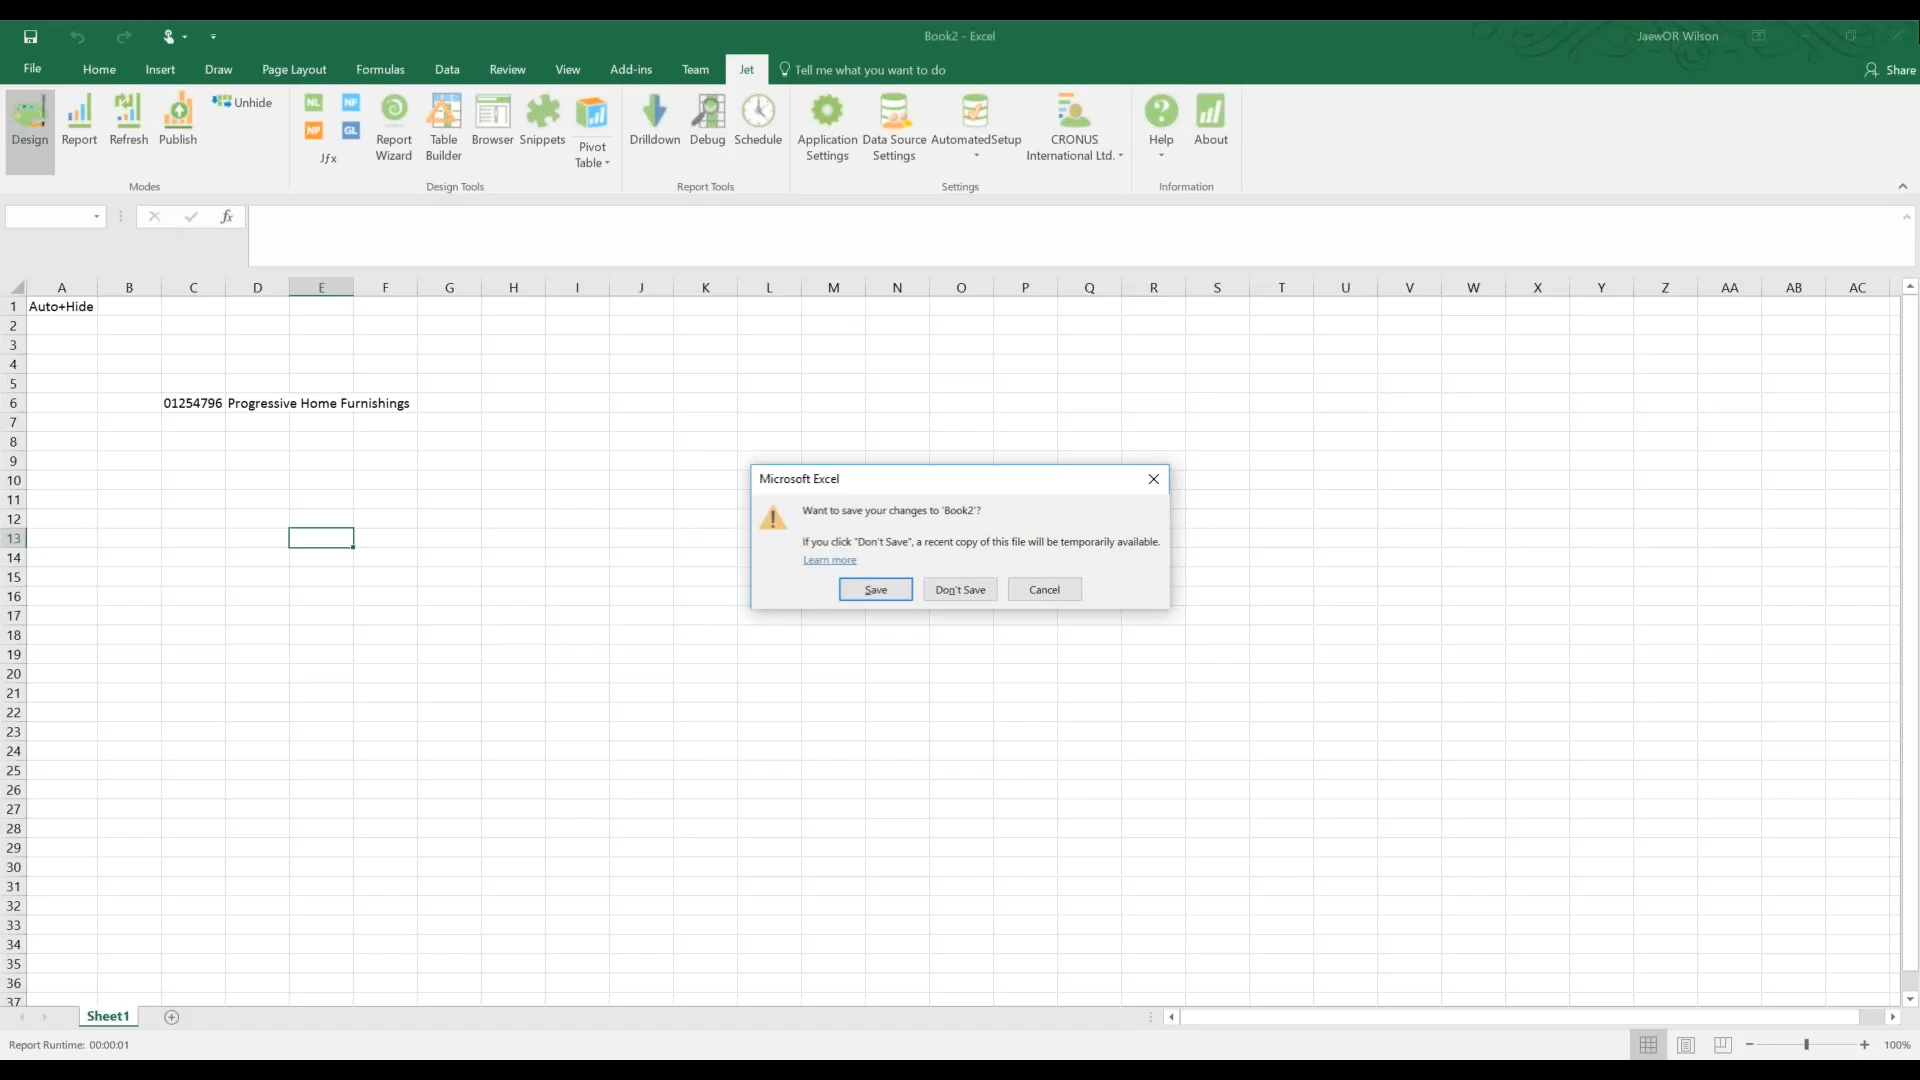 Book2 - Excel
JaewOR Wilson
File Home Insert Draw Page Layout Formulas Data Review View Add-ins Team Jet Tell me what you want to do Share
Design Report Refresh Publish Unhide
NL NF NP GL Jfx
Report Wizard
Table Builder
Browser Snippets
Pivot Table
Drilldown Debug Schedule
Application Settings
Data Source Settings
AutomatedSetup
CRONUS International Ltd.
Help About
Modes Design Tools Report Tools Settings Information
fx
A B C D E F G H I J K L M N O P Q R S T U V W X Y Z AA AB AC
1 Auto+Hide
2
3
4
5
6 01254796 Progressive Home Furnishings
7
8
9
10
11
12
13
14
15
16
17
18
19
20
21
22
23
24
25
26
27
28
29
30
31
32
33
34
35
36
37
Microsoft Excel
Want to save your changes to 'Book2'?
If you click "Don't Save", a recent copy of this file will be temporarily available.
Learn more
Save Don't Save Cancel
Sheet1
Report Runtime: 00:00:01
100%